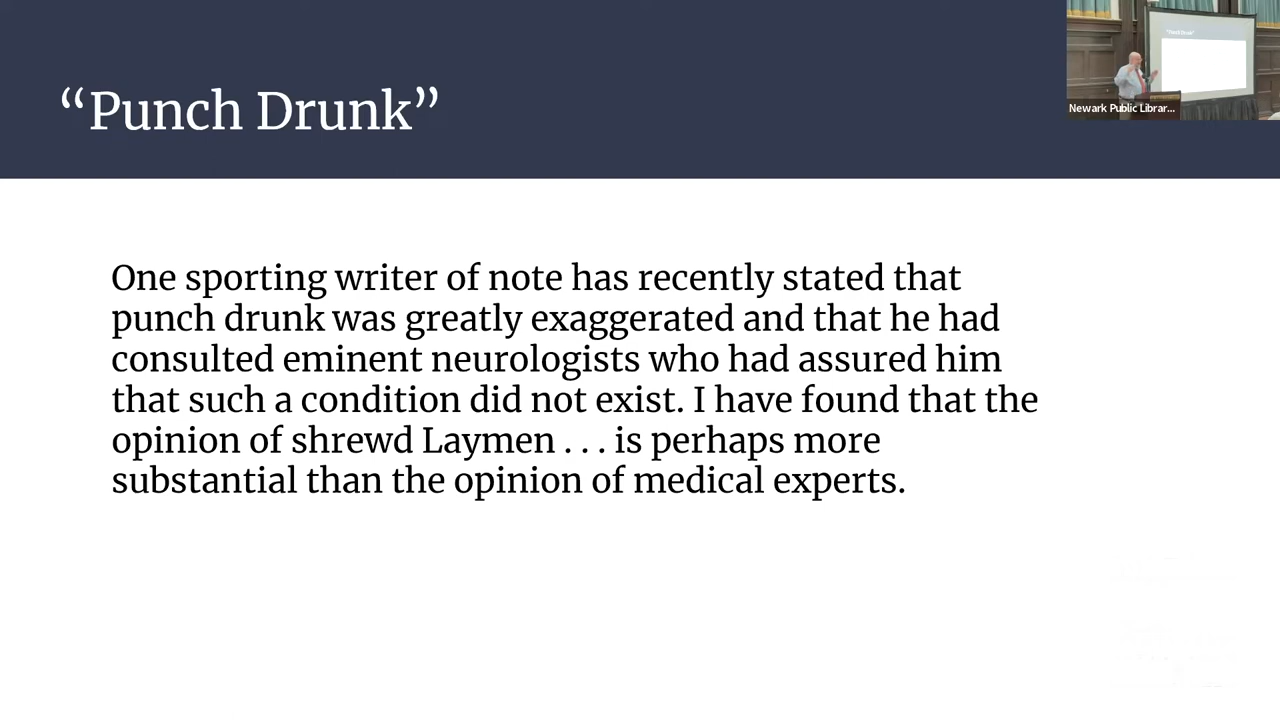 “Punch Drunk”
Newark Public Librar...
One sporting writer of note has recently stated that
punch drunk was greatly exaggerated and that he had
consulted eminent neurologists who had assured him
that such a condition did not exist. I have found that the
opinion of shrewd Laymen . . . is perhaps more
substantial than the opinion of medical experts.